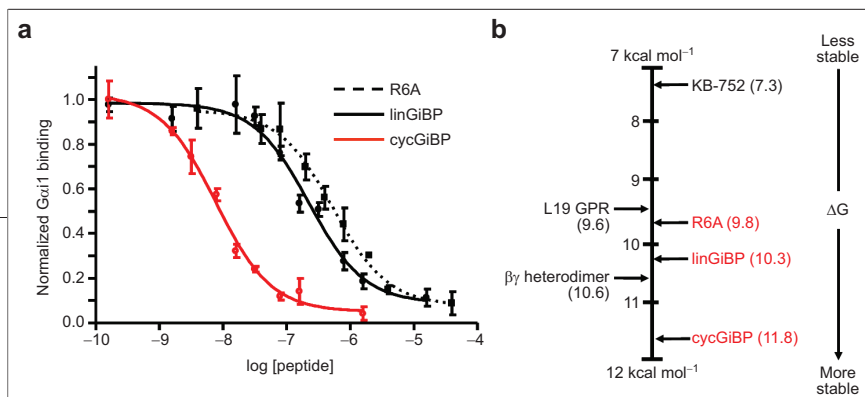 a
Normalized Gαi1 binding
1.0
0.8
0.6
0.4
0.2
0.0
–10
–9
–8
–7
–6
–5
–4
log [peptide]
R6A
linGiBP
cycGiBP
b
7 kcal mol⁻¹
8
9
10
11
12 kcal mol⁻¹
KB-752 (7.3)
L19 GPR
(9.6)
R6A (9.8)
linGiBP (10.3)
βγ heterodimer
(10.6)
cycGiBP (11.8)
Less
stable
ΔG
More
stable